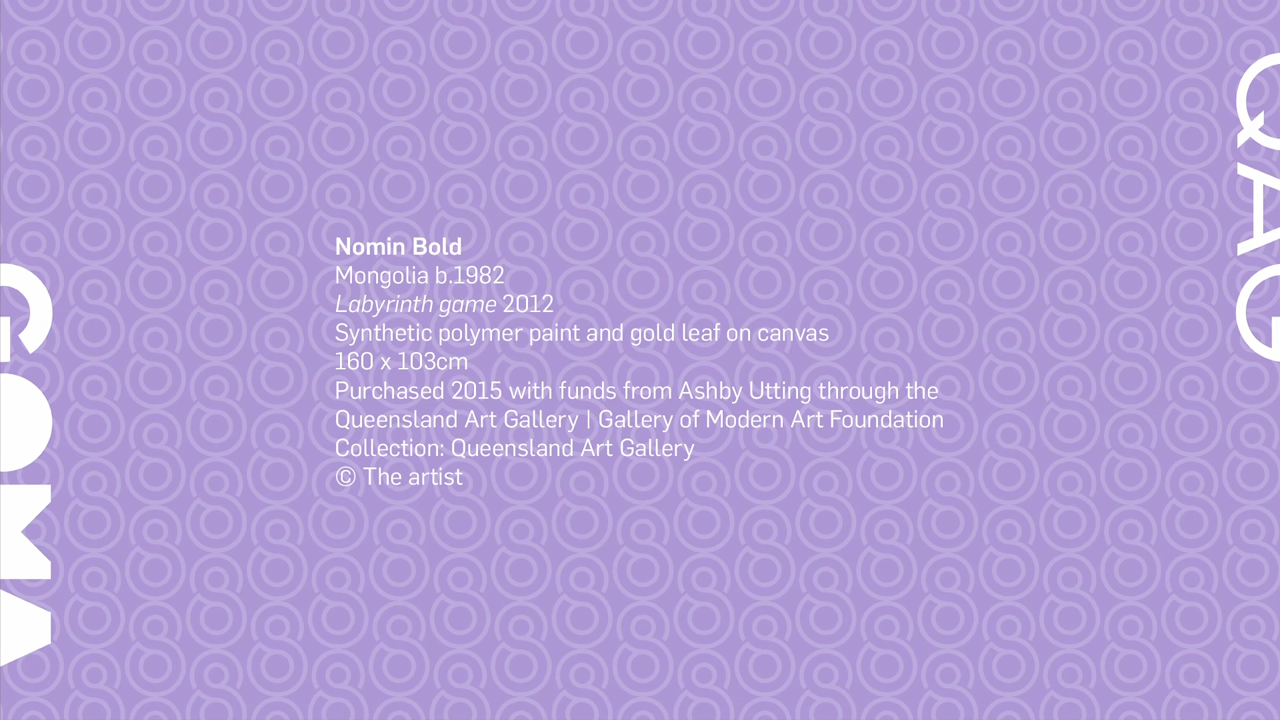 Nomin Bold
Mongolia b.1982
Labyrinth game 2012
Synthetic polymer paint and gold leaf on canvas
160 x 103cm
Purchased 2015 with funds from Ashby Utting through the
Queensland Art Gallery | Gallery of Modern Art Foundation
Collection: Queensland Art Gallery
© The artist
GOMA
QAG